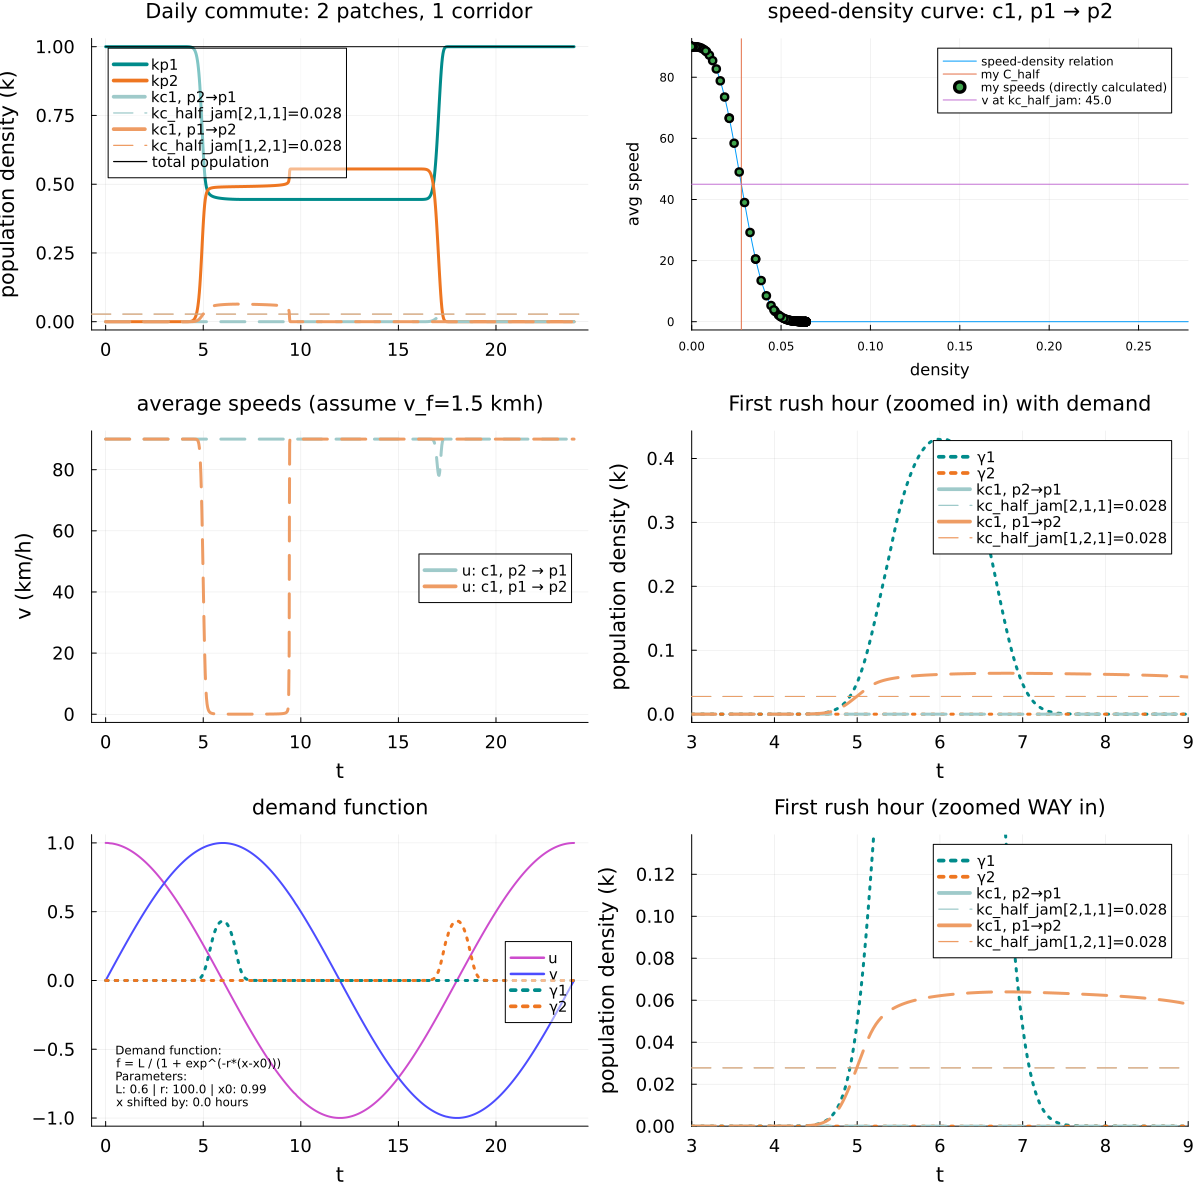 Daily commute: 2 patches, 1 corridor
population density (k)
1.00
0.75
0.50
0.25
0.00
kp1
kp2
kc1, p2→p1
kc_half_jam[2,1,1]=0.028
kc1, p1→p2
kc_half_jam[1,2,1]=0.028
total population
0
5
10
15
20
speed-density curve: c1, p1 → p2
avg speed
80
60
40
20
0
speed-density relation
my C_half
my speeds (directly calculated)
v at kc_half_jam: 45.0
0.00
0.05
0.10
0.15
0.20
0.25
density
average speeds (assume v_f=1.5 kmh)
v (km/h)
80
60
40
20
0
u: c1, p2 → p1
u: c1, p1 → p2
0
5
10
15
20
t
First rush hour (zoomed in) with demand
population density (k)
0.4
0.3
0.2
0.1
0.0
γ1
γ2
kc1, p2→p1
kc_half_jam[2,1,1]=0.028
kc1, p1→p2
kc_half_jam[1,2,1]=0.028
3
4
5
6
7
8
9
t
demand function
1.0
0.5
0.0
−0.5
−1.0
u
v
γ1
γ2
Demand function:
f = L / (1 + exp^(-r*(x-x0)))
Parameters:
L: 0.6 | r: 100.0 | x0: 0.99
x shifted by: 0.0 hours
0
5
10
15
20
t
First rush hour (zoomed WAY in)
population density (k)
0.12
0.10
0.08
0.06
0.04
0.02
0.00
γ1
γ2
kc1, p2→p1
kc_half_jam[2,1,1]=0.028
kc1, p1→p2
kc_half_jam[1,2,1]=0.028
3
4
5
6
7
8
9
t